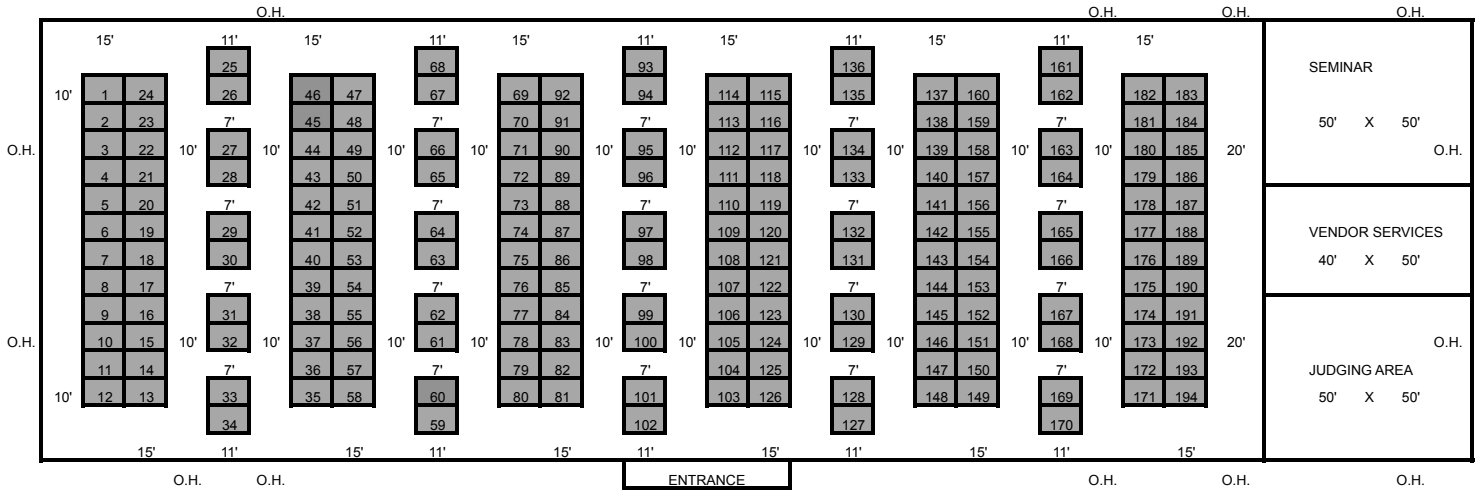 O.H. O.H. O.H. O.H.
15' 11' 15' 11' 15' 11' 15' 11' 15' 11' 15'
25 68 93 136 161 SEMINAR
10' 1 24 26 46 47 67 69 92 94 114 115 135 137 160 162 182 183
2 23 7' 45 48 7' 70 91 7' 113 116 7' 138 159 7' 181 184 50' X 50'
O.H. 3 22 10' 27 10' 44 49 10' 66 10' 71 90 10' 95 10' 112 117 10' 134 10' 139 158 10' 163 10' 180 185 20' O.H.
4 21 28 43 50 65 72 89 96 111 118 133 140 157 164 179 186
5 20 7' 42 51 7' 73 88 7' 110 119 7' 141 156 7' 178 187
6 19 29 41 52 64 74 87 97 109 120 132 142 155 165 177 188 VENDOR SERVICES
7 18 30 40 53 63 75 86 98 108 121 131 143 154 166 176 189 40' X 50'
8 17 7' 39 54 7' 76 85 7' 107 122 7' 144 153 7' 175 190
9 16 31 38 55 62 77 84 99 106 123 130 145 152 167 174 191
O.H. 10 15 10' 32 10' 37 56 10' 61 10' 78 83 10' 100 10' 105 124 10' 129 10' 146 151 10' 168 10' 173 192 20' O.H.
11 14 7' 36 57 7' 79 82 7' 104 125 7' 147 150 7' 172 193 JUDGING AREA
10' 12 13 33 35 58 60 80 81 101 103 126 128 148 149 169 171 194 50' X 50'
34 59 102 127 170
15' 11' 15' 11' 15' 11' 15' 11' 15' 11' 15'
O.H. O.H. ENTRANCE O.H. O.H. O.H.